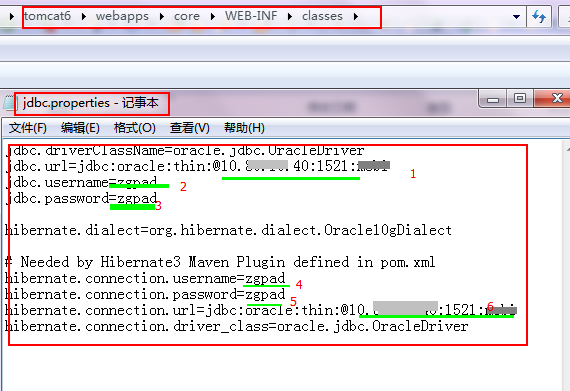 tomcat6 webapps core WEB-INF classes
jdbc.properties - 记事本
文件(F) 编辑(E) 格式(O) 查看(V) 帮助(H)
jdbc.driverClassName=oracle.jdbc.OracleDriver
jdbc.url=jdbc:oracle:thin:@10. .40:1521: 1
jdbc.username=zgpad 2
jdbc.password=zgpad 3
hibernate.dialect=org.hibernate.dialect.Oracle10gDialect
# Needed by Hibernate3 Maven Plugin defined in pom.xml
hibernate.connection.username=zgpad 4
hibernate.connection.password=zgpad 5
hibernate.connection.url=jdbc:oracle:thin:@10. :1521: 6
hibernate.connection.driver_class=oracle.jdbc.OracleDriver